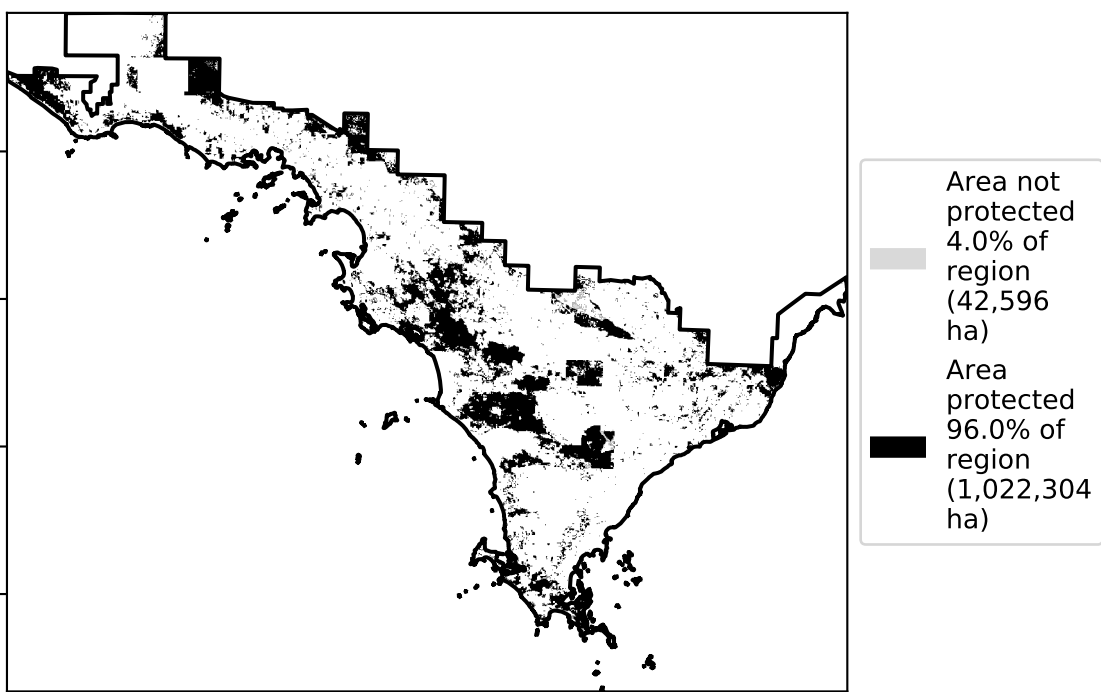 Area not
protected
4.0% of
region
(42,596
ha)
Area
protected
96.0% of
region
(1,022,304
ha)